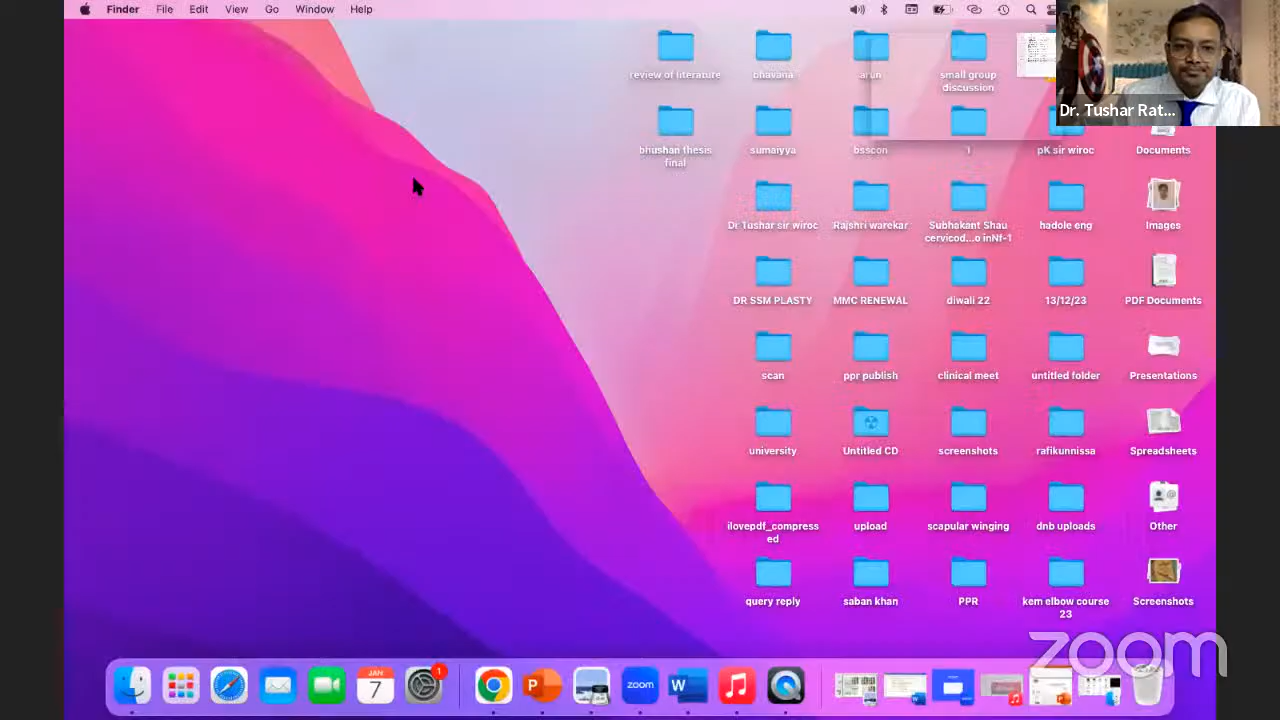 Finder File Edit View Go Window Help
review of literature
bhavana
arun
small group
discussion
Dr. Tushar Rat...
bhushan thesis
final
sumaiyya
bsscon
pK sir wiroc
Documents
Dr Tushar sir wiroc
Rajshri warekar
Subhakant Shau
cervicod...o inNf-1
hadole eng
Images
DR SSM PLASTY
MMC RENEWAL
diwali 22
13/12/23
PDF Documents
scan
ppr publish
clinical meet
untitled folder
Presentations
university
Untitled CD
screenshots
rafikunnissa
Spreadsheets
ilovepdf_compress
ed
upload
scapular winging
dnb uploads
Other
query reply
saban khan
PPR
kem elbow course
23
Screenshots
zoom
JAN
7
1
zoom
W